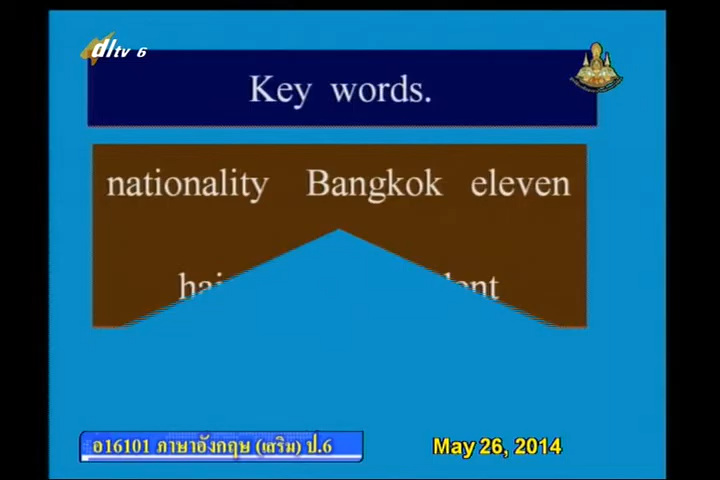 dltv 6
Key words.
nationality Bangkok eleven
อ16101 ภาษาอังกฤษ (เสริม) ป.6
May 26, 2014